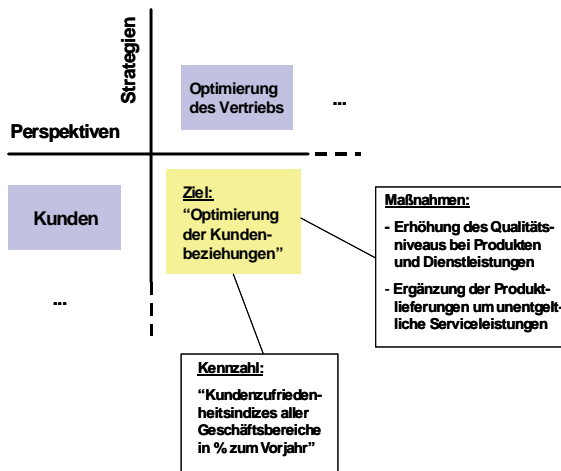 Strategien
Optimierung
des Vertriebs
...
Perspektiven
Kunden
...
Ziel:
“Optimierung
der Kunden-
beziehungen”
Maßnahmen:
- Erhöhung des Qualitäts-
niveaus bei Produkten
und Dienstleistungen
- Ergänzung der Produkt-
lieferungen um unentgelt-
liche Serviceleistungen
Kennzahl:
“Kundenzufrieden-
heitsindizes aller
Geschäftsbereiche
in % zum Vorjahr”